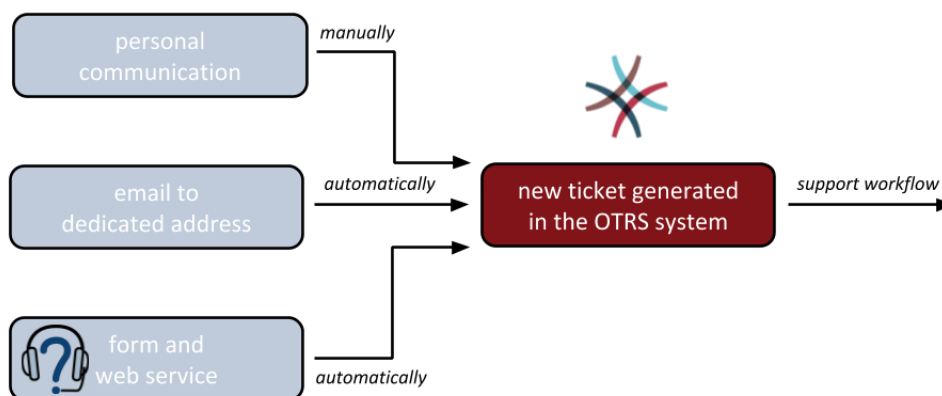 personal
communication
manually
email to
dedicated address
automatically
form and
web service
automatically
new ticket generated
in the OTRS system
support workflow